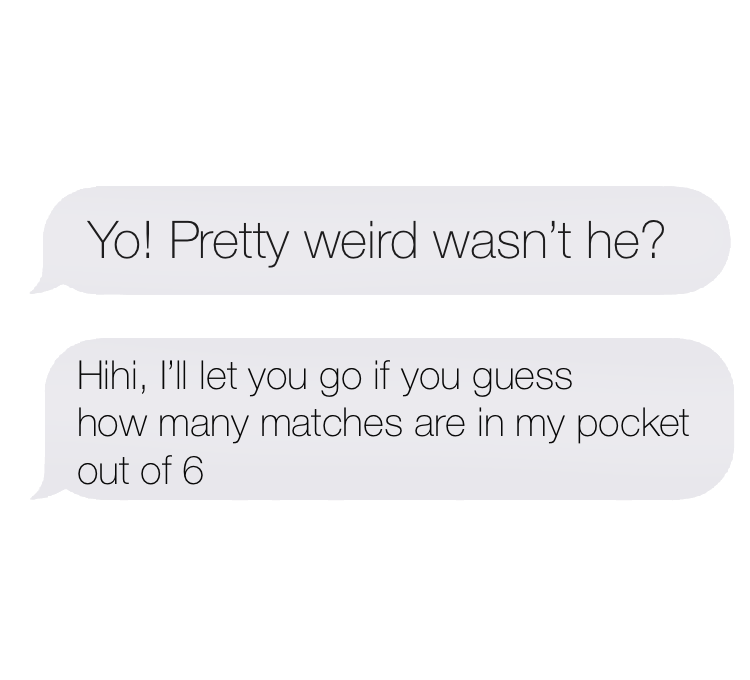 Yo! Pretty weird wasn’t he?
Hihi, I’ll let you go if you guess
how many matches are in my pocket
out of 6